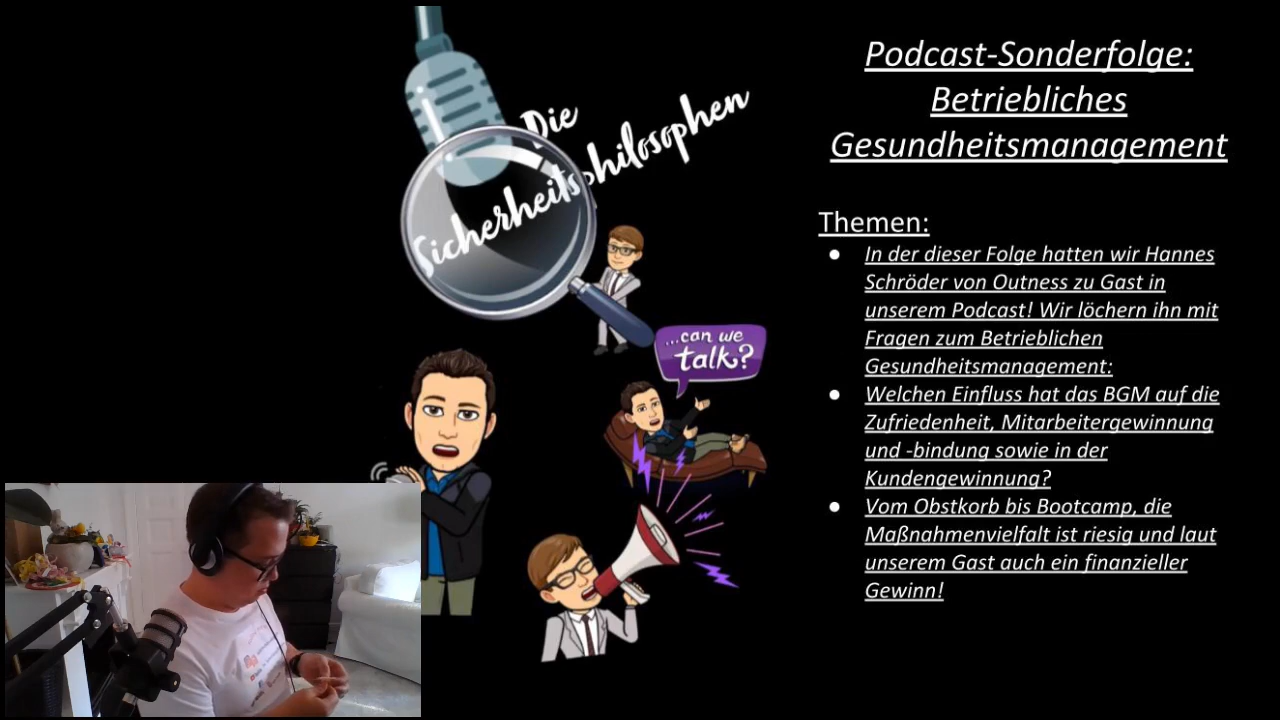 Die
Sicherheitsphilosophen
...can we
talk?
Podcast-Sonderfolge:
Betriebliches
Gesundheitsmanagement
Themen:
● In der dieser Folge hatten wir Hannes
Schröder von Outness zu Gast in
unserem Podcast! Wir löchern ihn mit
Fragen zum Betrieblichen
Gesundheitsmanagement:
● Welchen Einfluss hat das BGM auf die
Zufriedenheit, Mitarbeitergewinnung
und -bindung sowie in der
Kundengewinnung?
● Vom Obstkorb bis Bootcamp, die
Maßnahmenvielfalt ist riesig und laut
unserem Gast auch ein finanzieller
Gewinn!